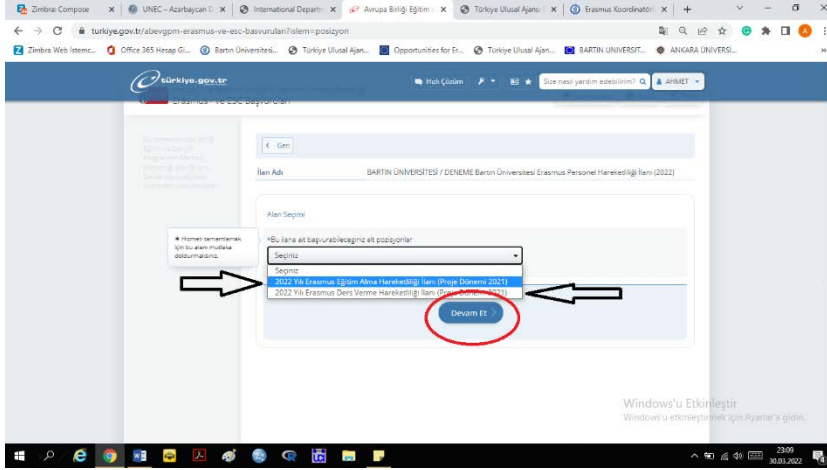 Zimbra: Compose
UNEC – Azərbaycan D
International Departm
Avrupa Birliği Eğitim
Türkiye Ulusal Ajansı
Erasmus Koordinatör
turkiye.gov.tr/abevgpm-erasmus-ve-esc-basvurulari?islem=pozisyon
Zimbra Web İstemc...
Office 365 Hesap Gi...
Bartın Üniversitesi...
Türkiye Ulusal Ajan...
Opportunities for Er...
Türkiye Ulusal Ajan...
BARTIN ÜNİVERSİT...
ANKARA ÜNİVERSİ...
türkiye.gov.tr
Hızlı Çözüm
Size nasıl yardım edebilirim?
AHMET
Erasmus+ ve ESC Başvuruları
Geri
İlan Adı
BARTIN ÜNİVERSİTESİ / DENEME Bartın Üniversitesi Erasmus Personel Hareketliliği İlanı (2022)
Alan Seçimi
* Hizmeti tamamlamak
için bu alanı mutlaka
doldurmalısınız.
*Bu ilana ait başvurabileceğiniz alt pozisyonlar
Seçiniz
Seçiniz
2022 Yılı Erasmus Eğitim Alma Hareketliliği İlanı (Proje Dönemi 2021)
2022 Yılı Erasmus Ders Verme Hareketliliği İlanı (Proje Dönemi 2021)
Devam Et
Windows'u Etkinleştir
Windows'u etkinleştirmek için Ayarlar'a gidin.
23:09
30.03.2022